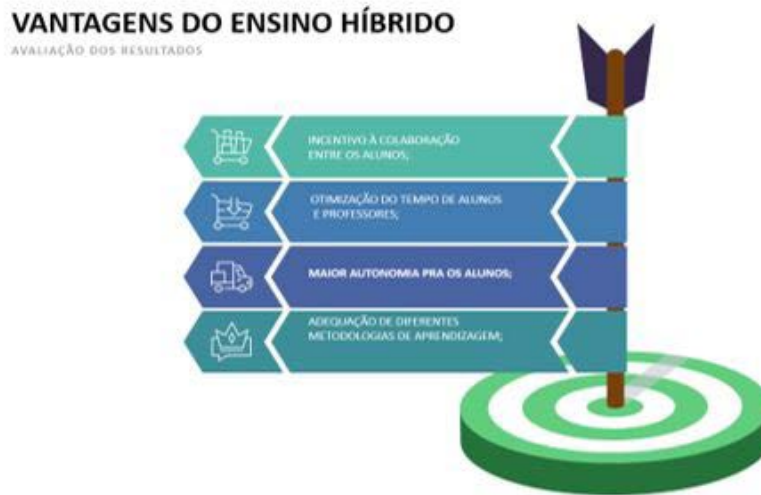 VANTAGENS DO ENSINO HÍBRIDO
AVALIAÇÃO DOS RESULTADOS
INCENTIVO À COLABORAÇÃO
ENTRE OS ALUNOS;
OTIMIZAÇÃO DO TEMPO DE ALUNOS
E PROFESSORES;
MAIOR AUTONOMIA PRA OS ALUNOS;
ADEQUAÇÃO DE DIFERENTES
METODOLOGIAS DE APRENDIZAGEM;